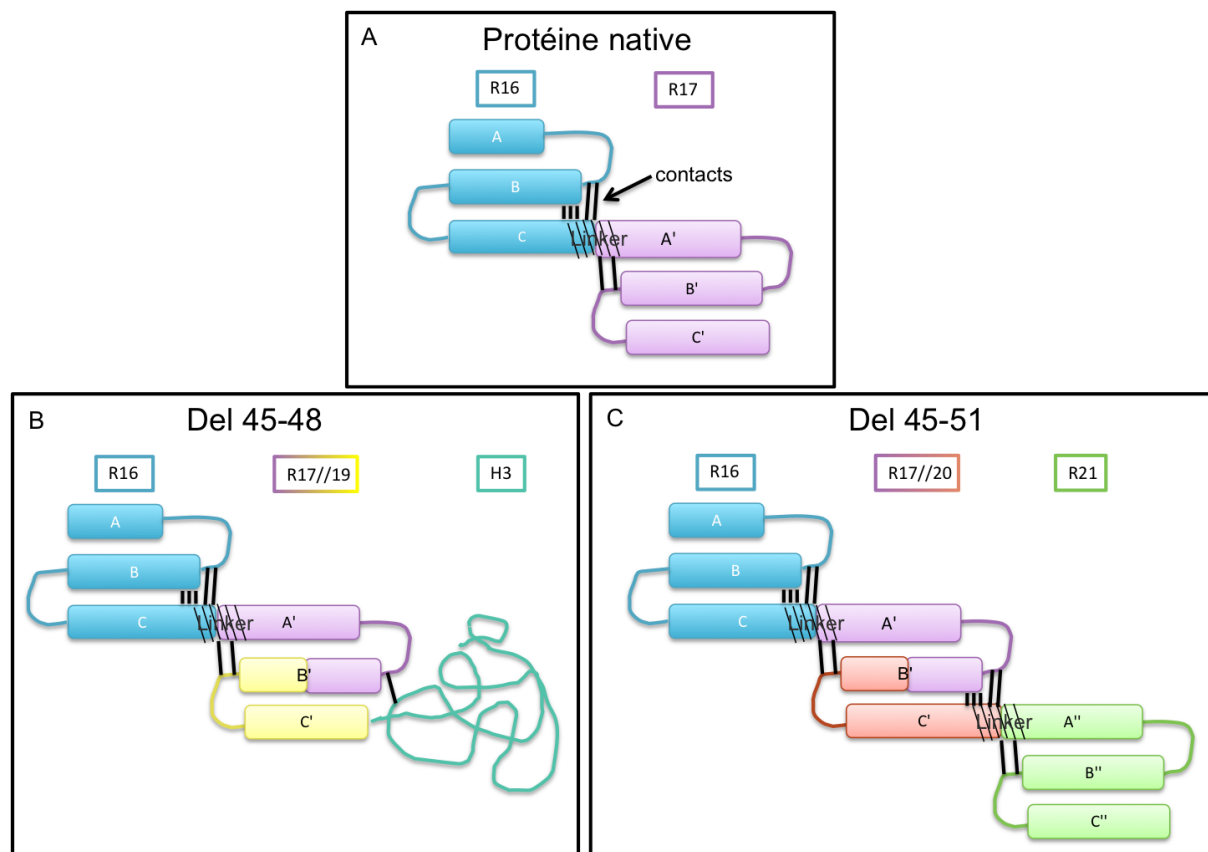 A
Protéine native
R16
R17
A
B
contacts
C
Linker
A'
B'
C'
B
Del 45-48
R16
R17//19
H3
A
B
C
Linker
A'
B'
C'
C
Del 45-51
R16
R17//20
R21
A
B
C
Linker
A'
B'
C'
Linker
A''
B''
C''